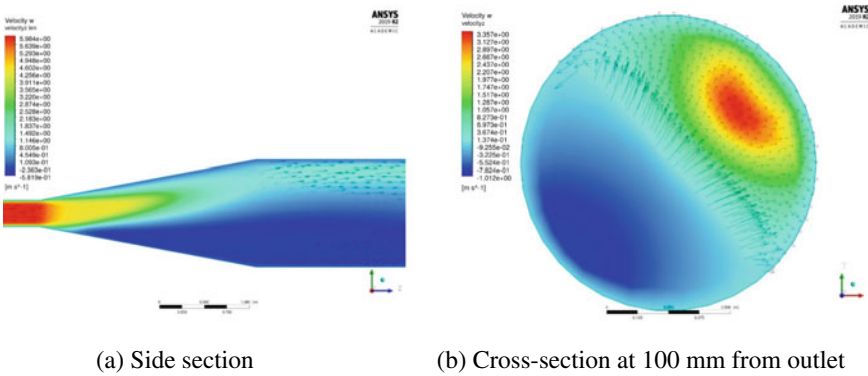 Velocity w
velocityz len
5.984e+00
5.639e+00
5.293e+00
4.948e+00
4.602e+00
4.256e+00
3.911e+00
3.565e+00
3.220e+00
2.874e+00
2.528e+00
2.183e+00
1.837e+00
1.492e+00
1.146e+00
8.005e-01
4.549e-01
1.093e-01
-2.363e-01
-5.819e-01
[m s^-1]
ANSYS
2019 R2
ACADEMIC
Z
(a) Side section
Velocity w
velocityz
3.357e+00
3.127e+00
2.897e+00
2.667e+00
2.437e+00
2.207e+00
1.977e+00
1.747e+00
1.517e+00
1.287e+00
1.057e+00
8.273e-01
5.973e-01
3.674e-01
1.374e-01
-9.255e-02
-3.225e-01
-5.524e-01
-7.824e-01
-1.012e+00
[m s^-1]
ANSYS
2019 R2
ACADEMIC
(b) Cross-section at 100 mm from outlet